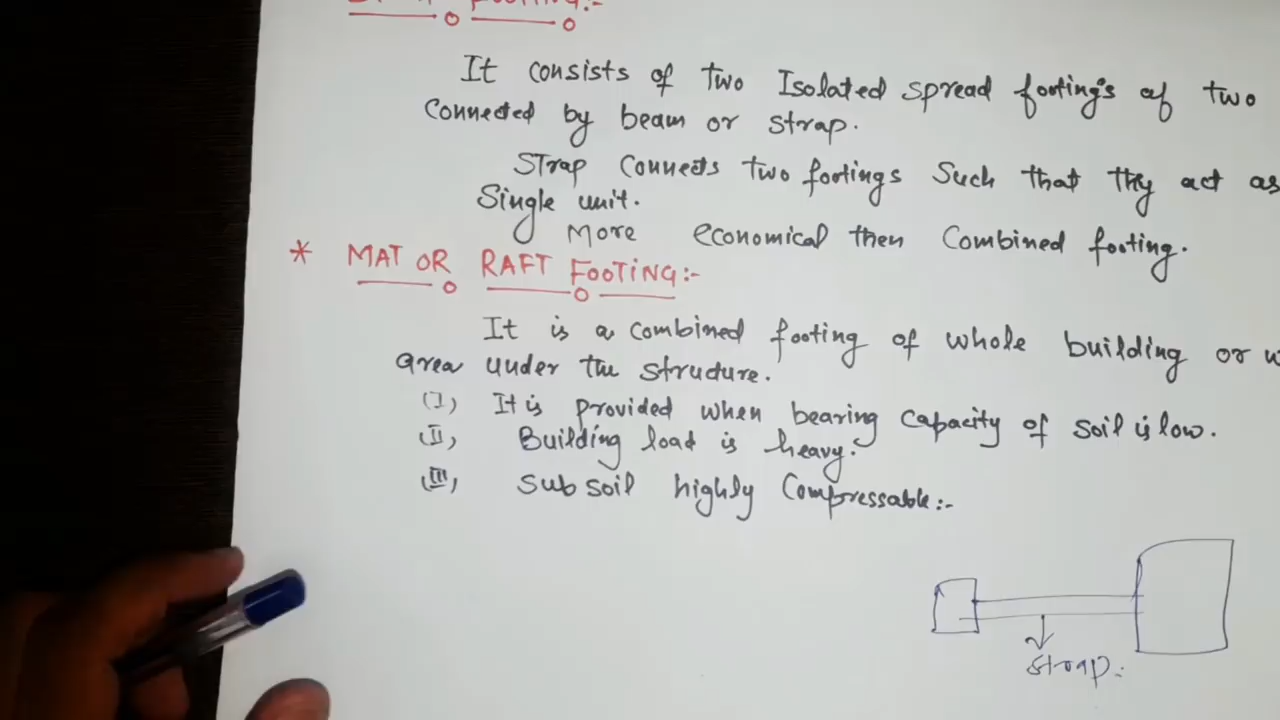 FOOTING:-
It consists of two Isolated spread footing's of two
Connected by beam or strap.
STrap Connects two footings Such that they act as
Single unit.
More economical then Combined footing.
* MAT OR RAFT FOOTING:-
It is a combined footing of whole building or
area under the structure.
(I) It is provided when bearing capacity of soil is low.
(II) Building load is heavy.
(III) Subsoil highly Compressable:-
Strap: